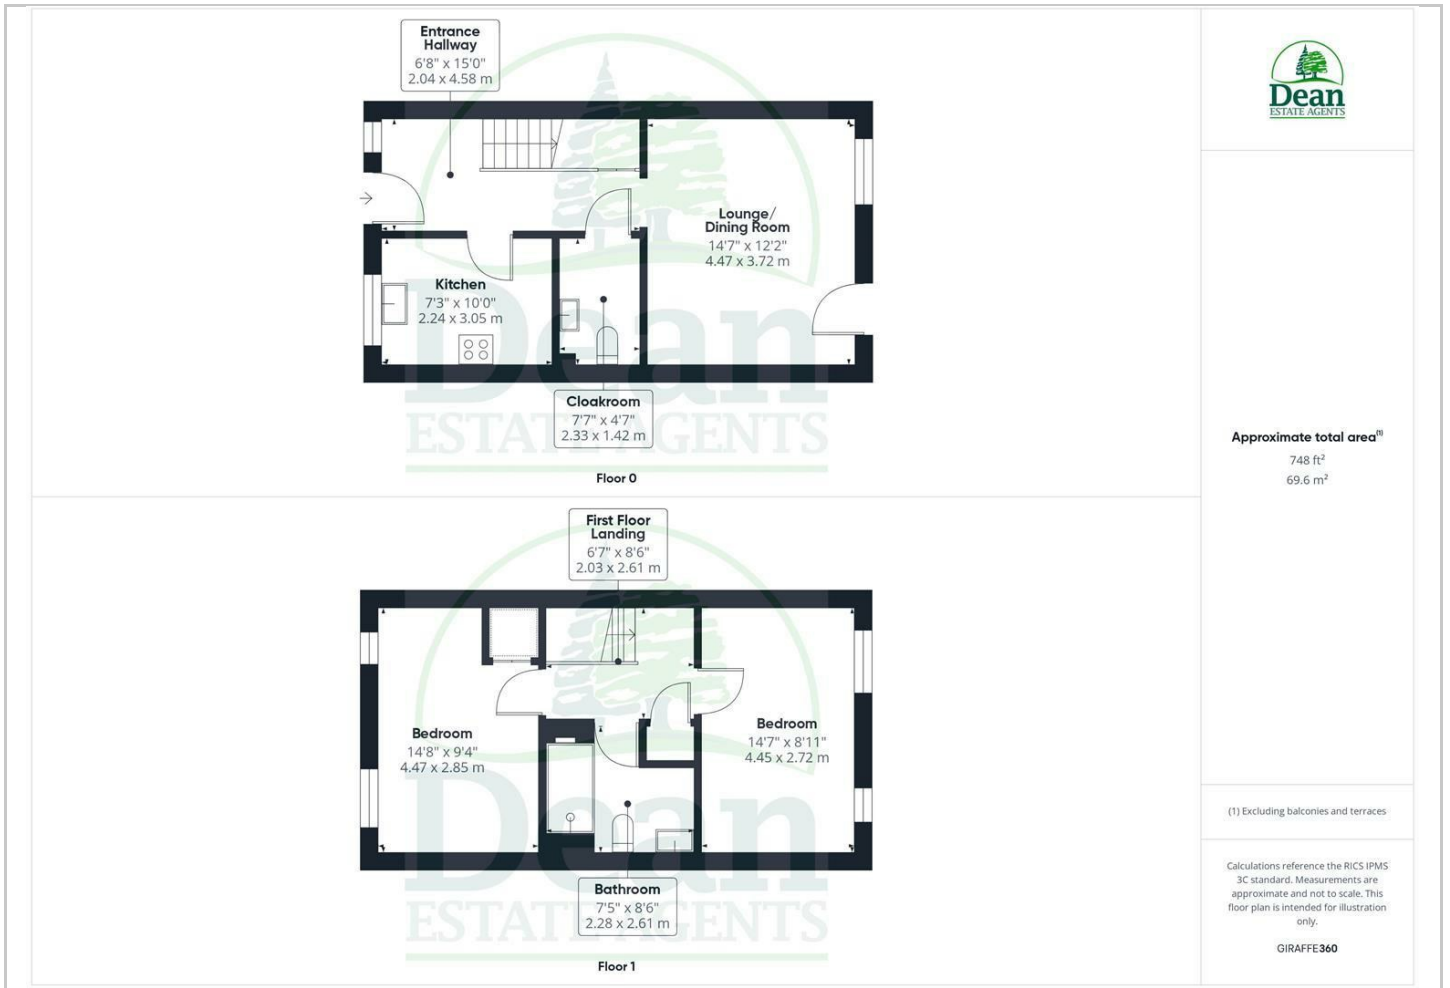 Entrance
Hallway
6'8" x 15'0"
2.04 x 4.58 m
Lounge/
Dining Room
14'7" x 12'2"
4.47 x 3.72 m
Kitchen
7'3" x 10'0"
2.24 x 3.05 m
Cloakroom
7'7" x 4'7"
2.33 x 1.42 m
Dean
ESTATE AGENTS
Floor 0
First Floor
Landing
6'7" x 8'6"
2.03 x 2.61 m
Bedroom
14'8" x 9'4"
4.47 x 2.85 m
Bedroom
14'7" x 8'11"
4.45 x 2.72 m
Bathroom
7'5" x 8'6"
2.28 x 2.61 m
Dean
ESTATE AGENTS
Floor 1
Dean
ESTATE AGENTS
Approximate total area(1)
748 ft²
69.6 m²
(1) Excluding balconies and terraces
Calculations reference the RICS IPMS
3C standard. Measurements are
approximate and not to scale. This
floor plan is intended for illustration
only.
GIRAFFE360